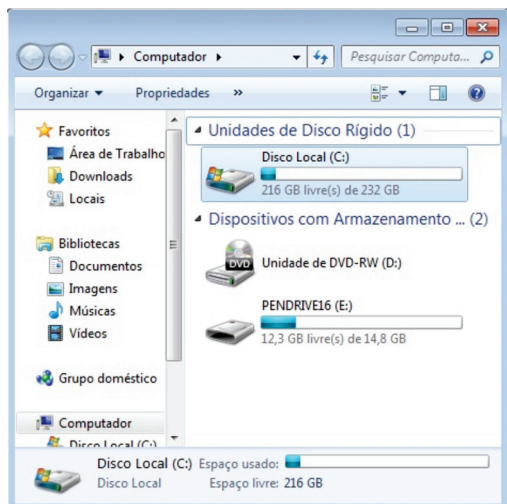 Computador
Pesquisar Computa...
Organizar
Propriedades
»
Favoritos
Área de Trabalho
Downloads
Locais
Bibliotecas
Documentos
Imagens
Músicas
Vídeos
Grupo doméstico
Computador
Disco Local (C:)
Unidades de Disco Rígido (1)
Disco Local (C:)
216 GB livre(s) de 232 GB
Dispositivos com Armazenamento ... (2)
DVD
Unidade de DVD-RW (D:)
PENDRIVE16 (E:)
12,3 GB livre(s) de 14,8 GB
Disco Local (C:) Espaço usado:
Disco Local Espaço livre: 216 GB